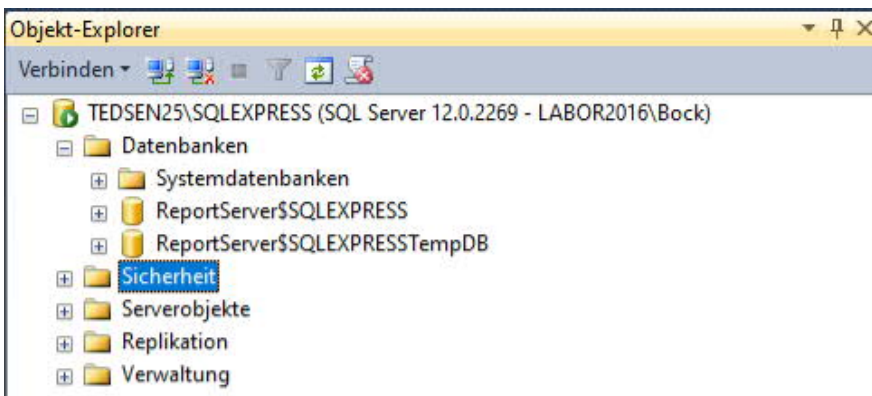 Objekt-Explorer
Verbinden
TEDSEN25\SQLEXPRESS (SQL Server 12.0.2269 - LABOR2016\Bock)
Datenbanken
Systemdatenbanken
ReportServer$SQLEXPRESS
ReportServer$SQLEXPRESSTempDB
Sicherheit
Serverobjekte
Replikation
Verwaltung